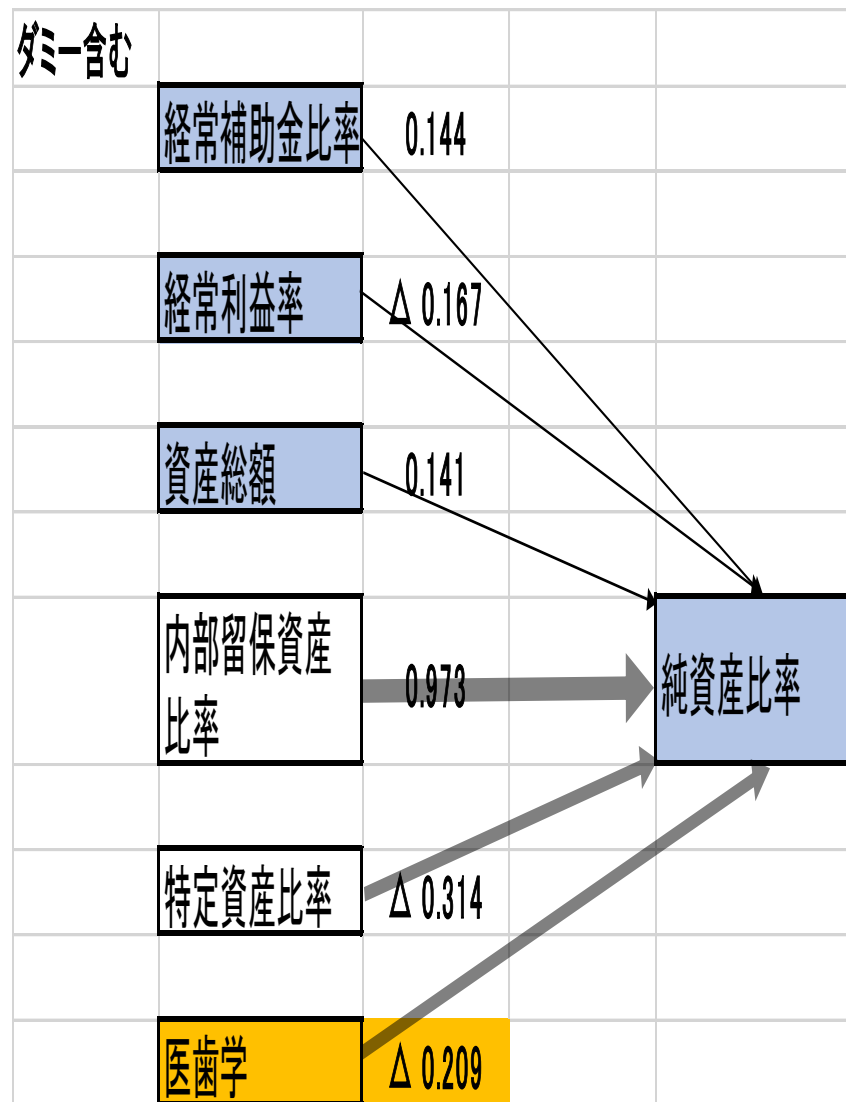 ダミー含む
経常補助金比率 0.144
経常利益率 Δ 0.167
資産総額 0.141
内部留保資産
比率
0.973
純資産比率
特定資産比率 Δ 0.314
医歯学 Δ 0.209